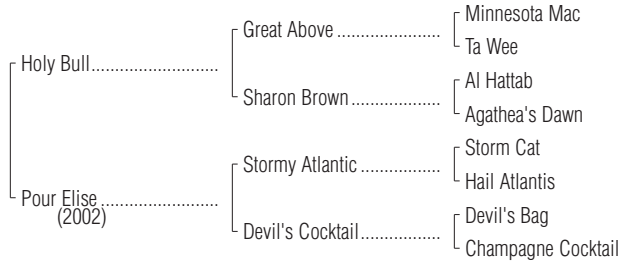 Minnesota Mac
Great Above ......................
Ta Wee
Holy Bull...........................
Al Hattab
Sharon Brown ...................
Agathea's Dawn
Storm Cat
Stormy Atlantic .................
Hail Atlantis
Pour Elise .........................
(2002)
Devil's Bag
Devil's Cocktail.................
Champagne Cocktail